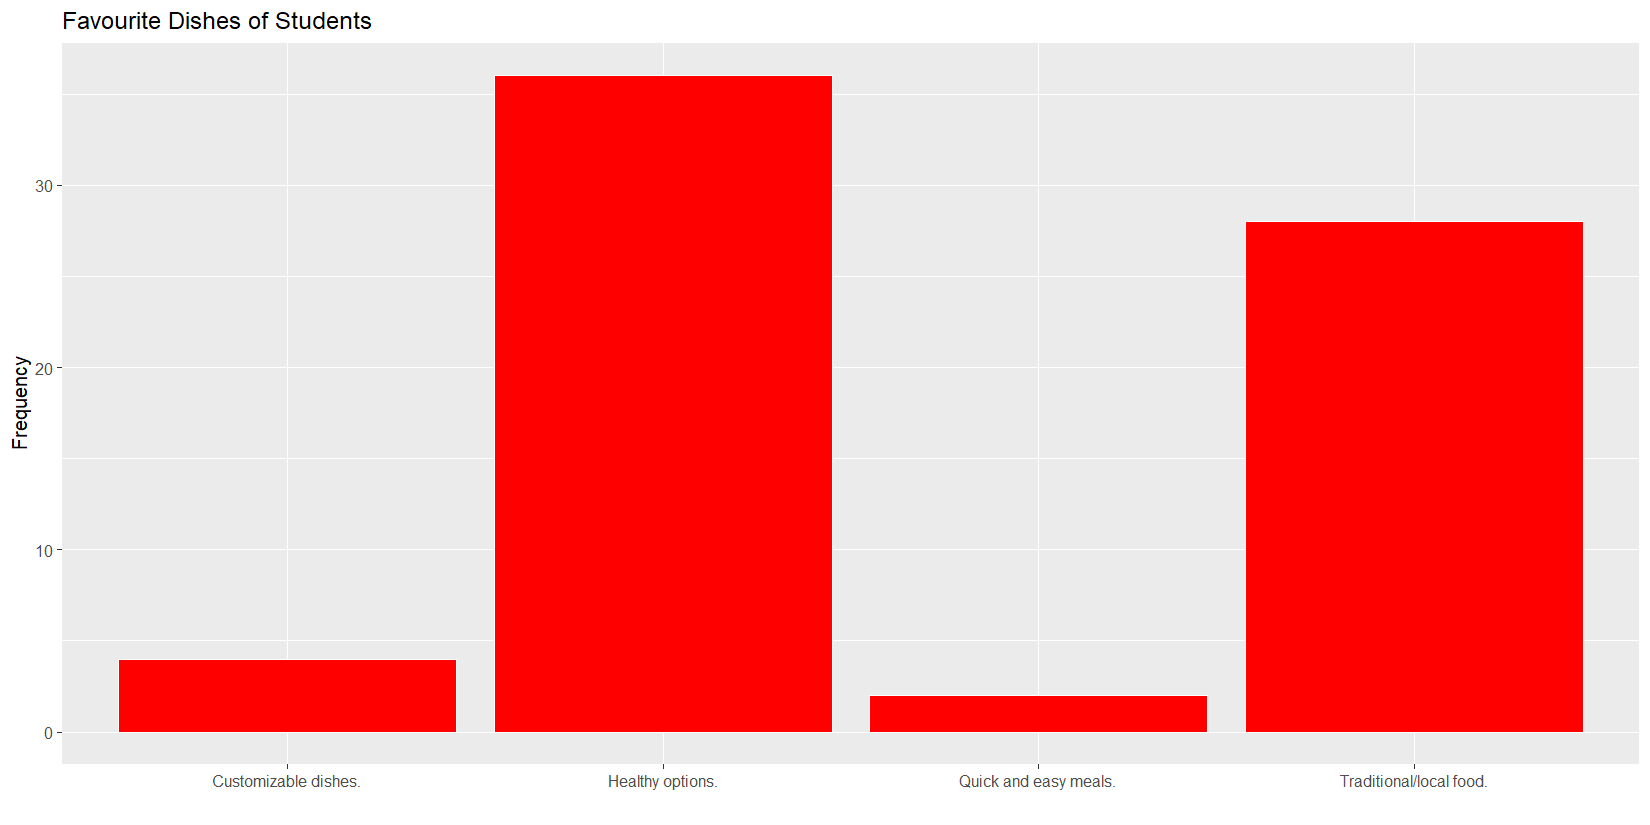 Favourite Dishes of Students
Frequency
30
20
10
0
Customizable dishes.
Healthy options.
Quick and easy meals.
Traditional/local food.